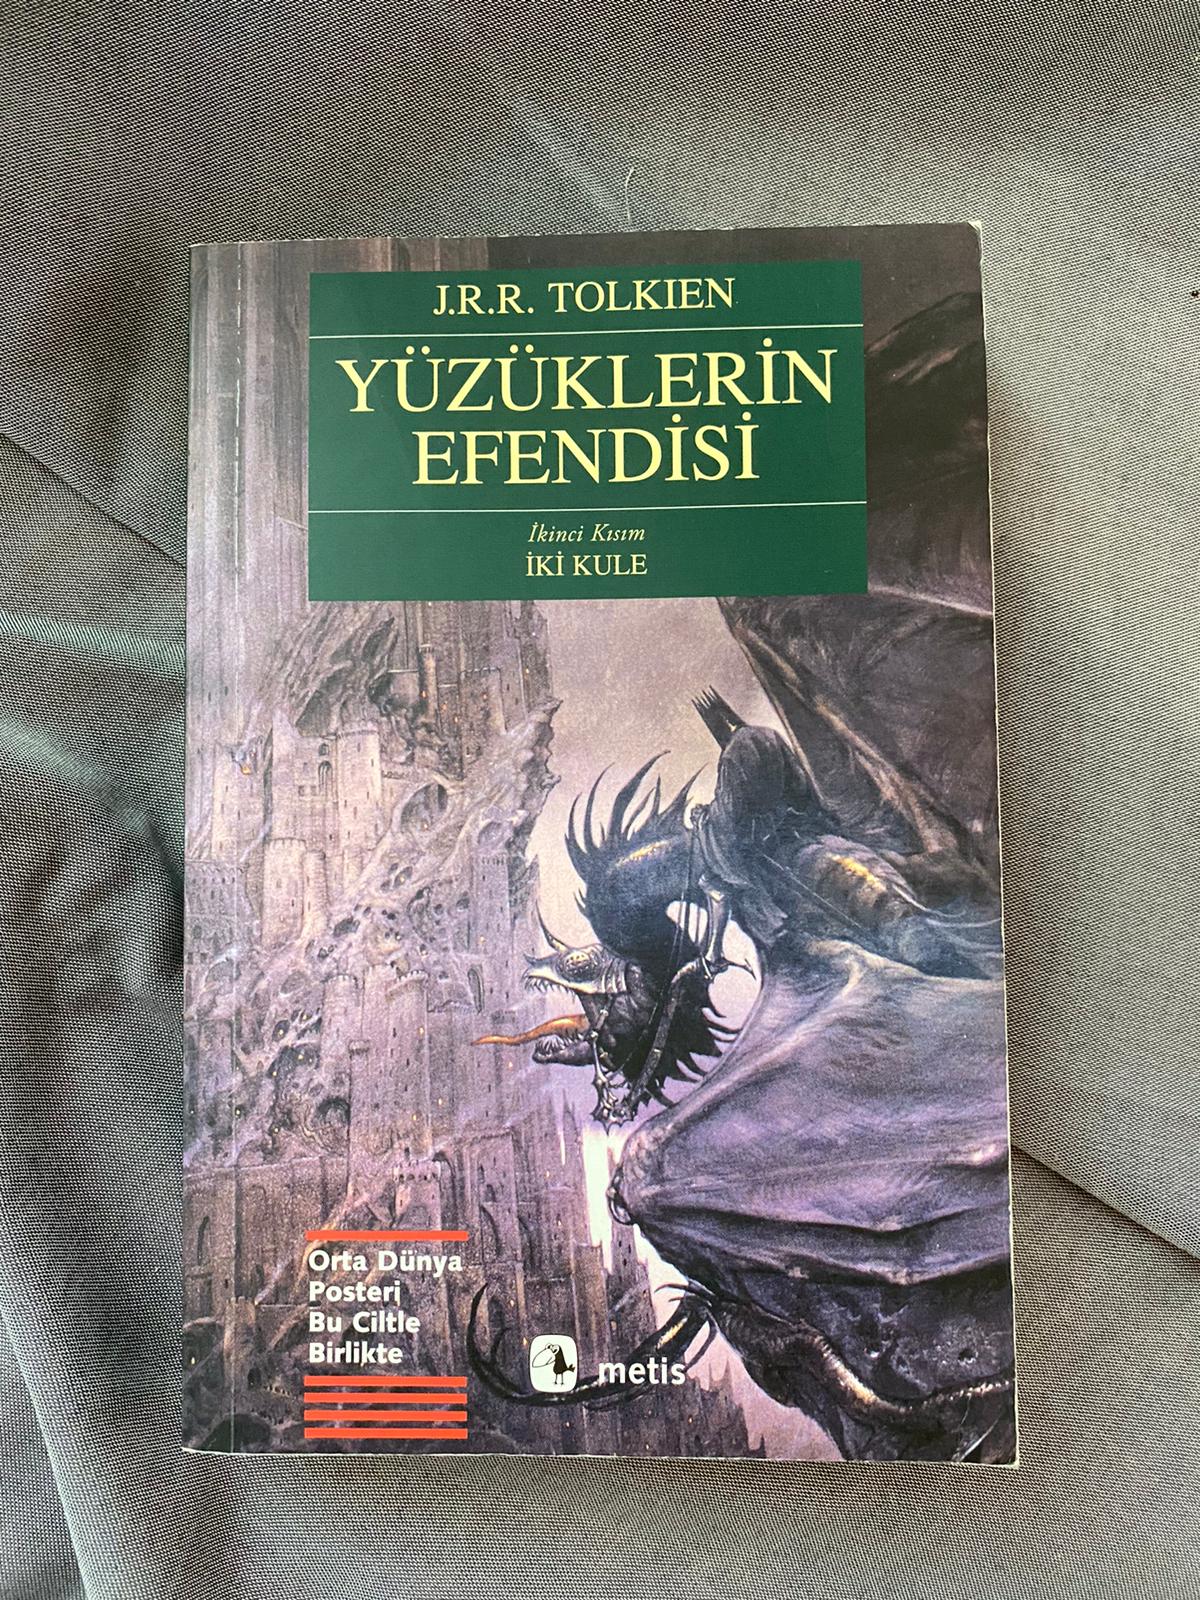 J.R.R. TOLKIEN
YÜZÜKLERİN
EFENDİSİ
İkinci Kısım
İKİ KULE
Orta Dünya
Posteri
Bu Ciltle
Birlikte
metis